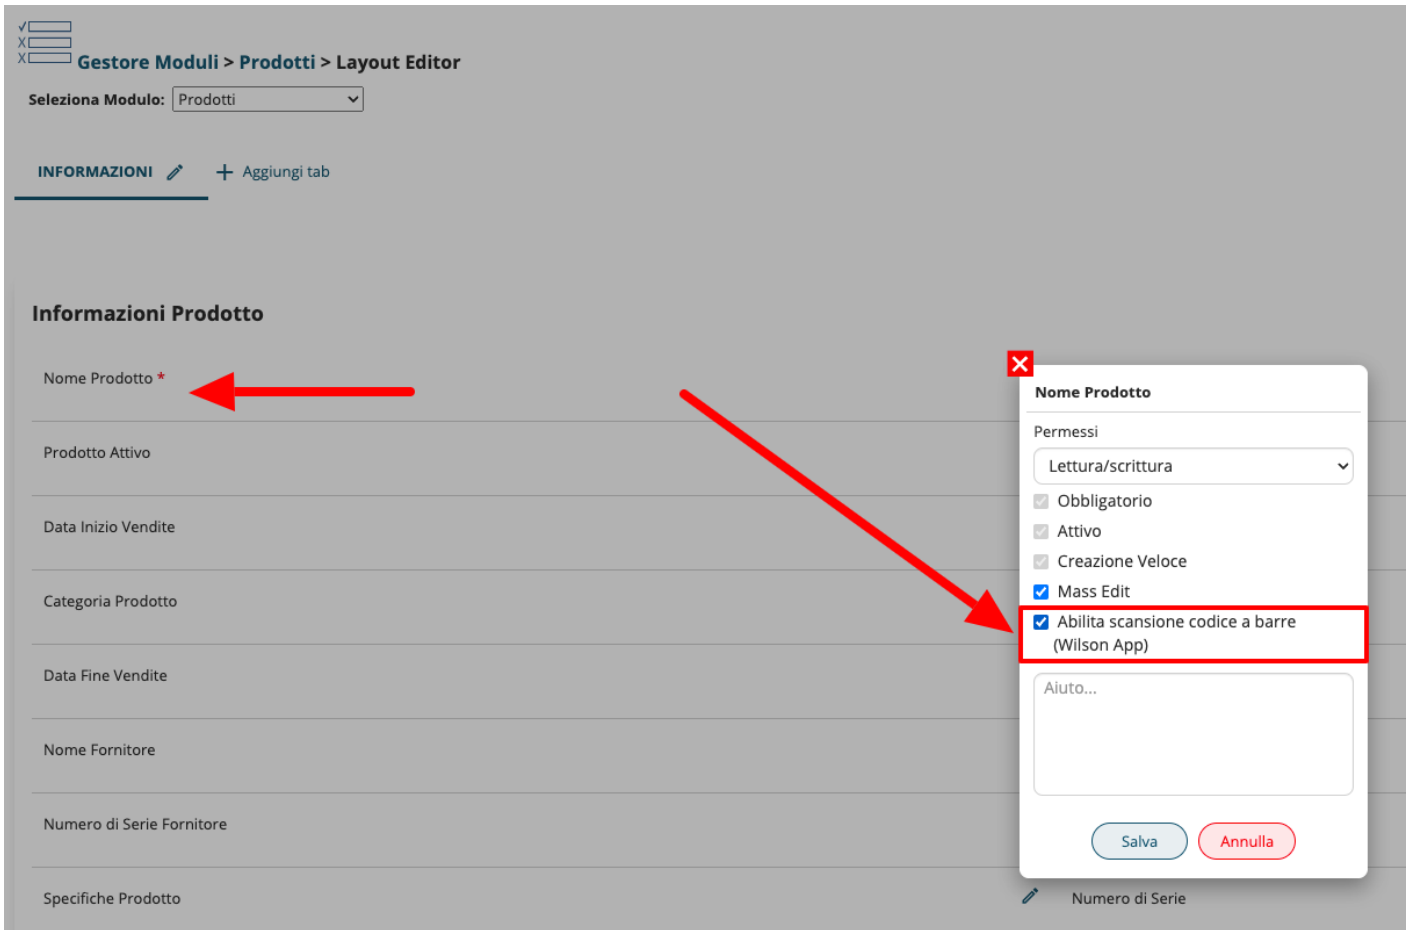 Gestore Moduli > Prodotti > Layout Editor
Seleziona Modulo: Prodotti
INFORMAZIONI Aggiungi tab
Informazioni Prodotto
Nome Prodotto *
Prodotto Attivo
Data Inizio Vendite
Categoria Prodotto
Data Fine Vendite
Nome Fornitore
Numero di Serie Fornitore
Specifiche Prodotto
Numero di Serie
Nome Prodotto
Permessi
Lettura/scrittura
Obbligatorio
Attivo
Creazione Veloce
Mass Edit
Abilita scansione codice a barre
(Wilson App)
Aiuto...
Salva Annulla